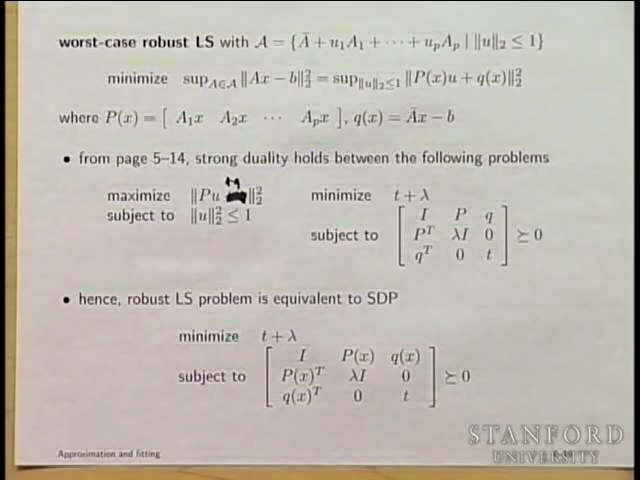 worst-case robust LS with 𝒜 = {Ā + u₁A₁ + ⋯ + uₚAₚ | ‖u‖₂ ≤ 1}
minimize sup_{A∈𝒜} ‖Ax − b‖₂² = sup_{‖u‖₂≤1} ‖P(x)u + q(x)‖₂²
where P(x) = [ A₁x A₂x ⋯ Aₚx ], q(x) = Āx − b
• from page 5–14, strong duality holds between the following problems
maximize ‖Pu ‖₂²
subject to ‖u‖₂² ≤ 1
minimize t + λ
subject to [ I P q
Pᵀ λI 0
qᵀ 0 t ] ⪰ 0
• hence, robust LS problem is equivalent to SDP
minimize t + λ
subject to [ I P(x) q(x)
P(x)ᵀ λI 0
q(x)ᵀ 0 t ] ⪰ 0
Approximation and fitting
STANFORD
UNIVERSITY